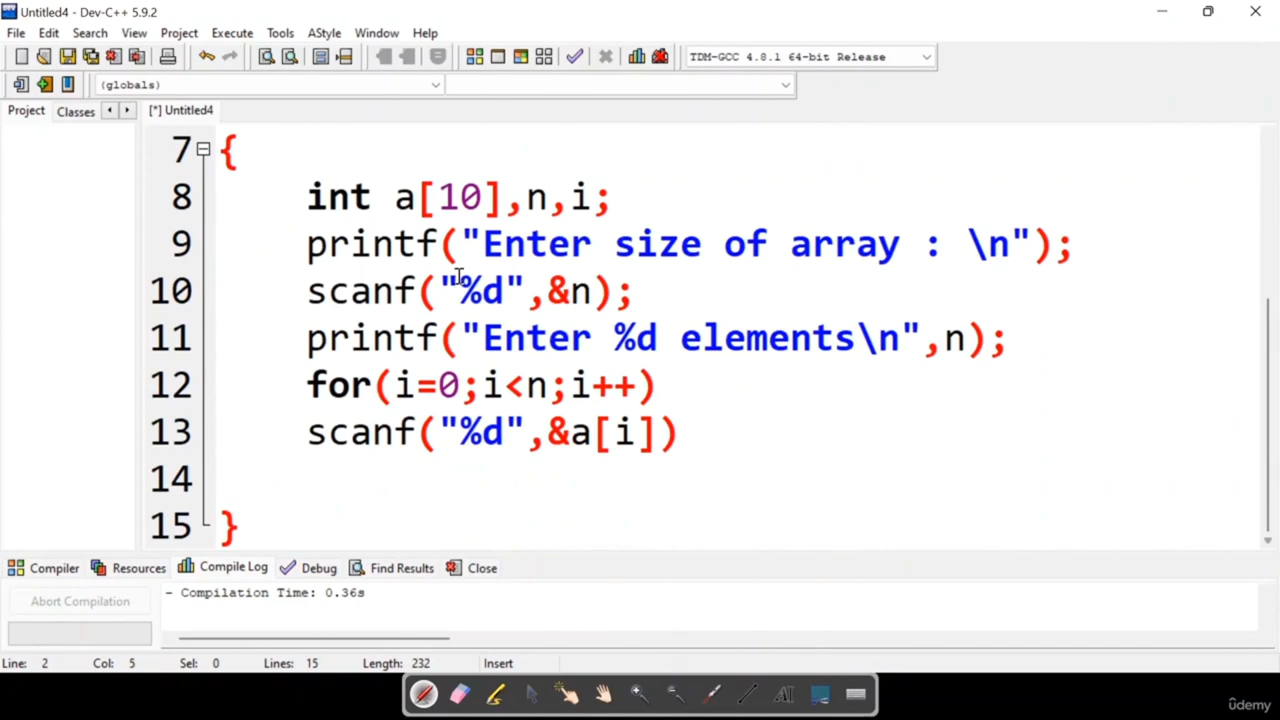 Untitled4 - Dev-C++ 5.9.2
File Edit Search View Project Execute Tools AStyle Window Help
TDM-GCC 4.8.1 64-bit Release
(globals)
Project Classes [*] Untitled4
7 {
8 int a[10],n,i;
9 printf("Enter size of array : \n");
10 scanf("%d",&n);
11 printf("Enter %d elements\n",n);
12 for(i=0;i<n;i++)
13 scanf("%d",&a[i])
14
15 }
Compiler Resources Compile Log Debug Find Results Close
Abort Compilation
- Compilation Time: 0.36s
Line: 2 Col: 5 Sel: 0 Lines: 15 Length: 232 Insert
AI
ûdemy